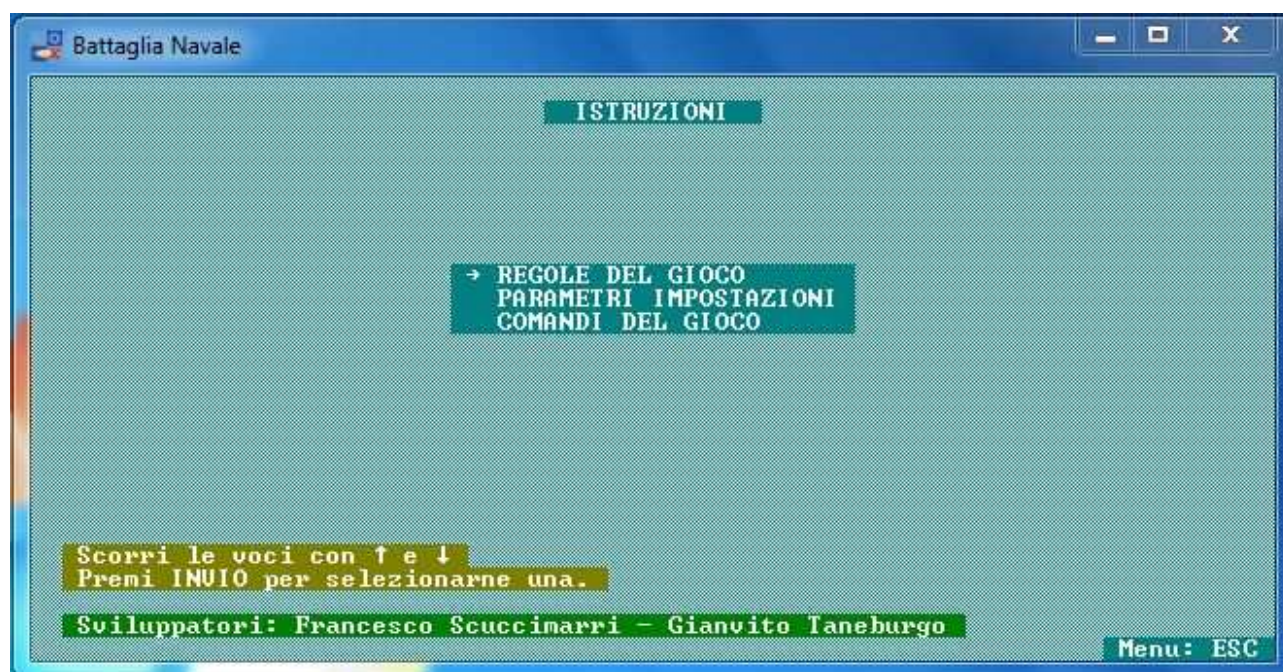 Battaglia Navale
ISTRUZIONI
→ REGOLE DEL GIOCO
PARAMETRI IMPOSTAZIONI
COMANDI DEL GIOCO
Scorri le voci con ↑ e ↓
Premi INVIO per selezionarne una.
Sviluppatori: Francesco Scuccimarri - Gianvito Taneburgo
Menu: ESC